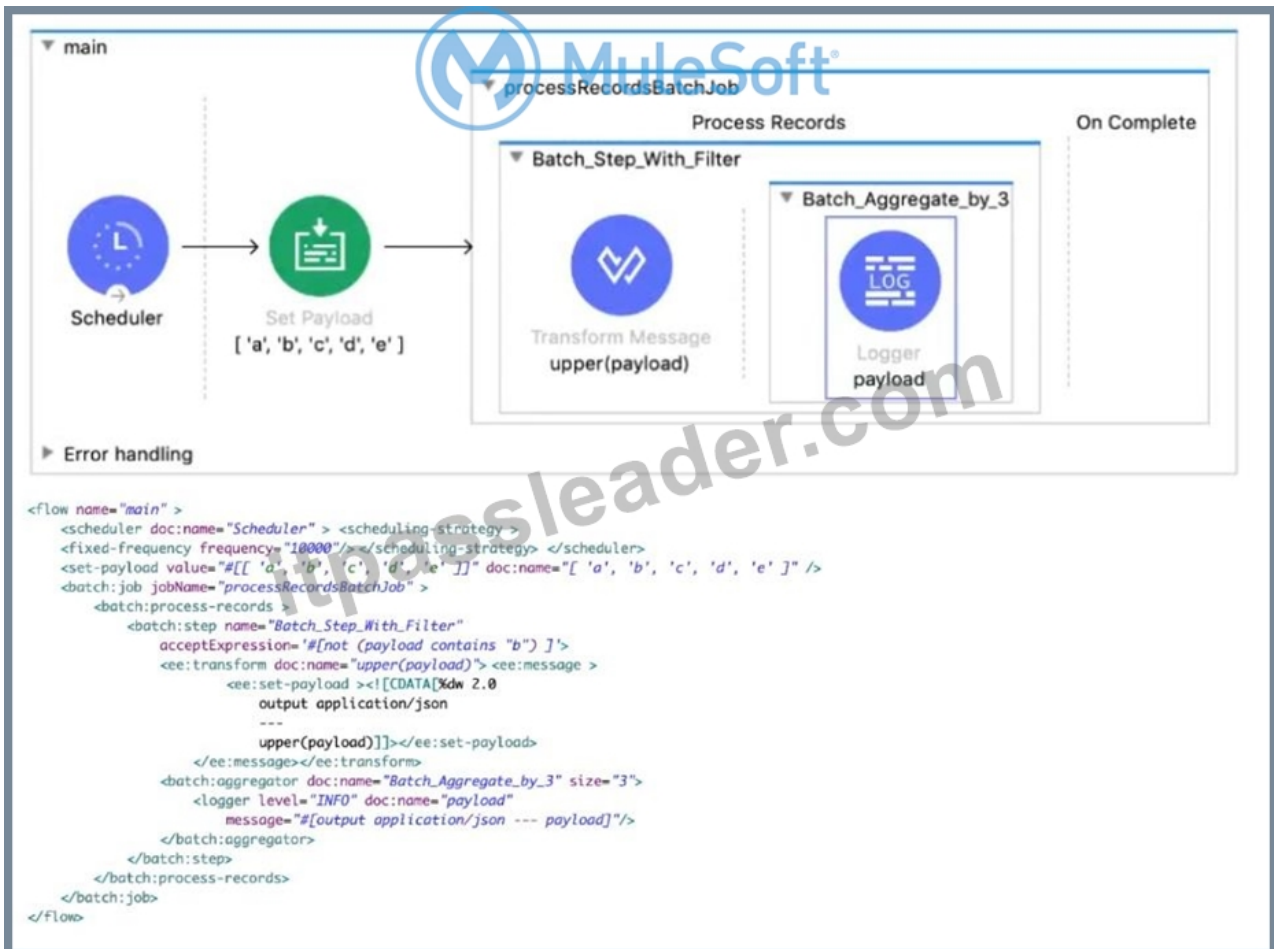 MuleSoft®
main
processRecordsBatchJob
Process Records
On Complete
Batch_Step_With_Filter
Batch_Aggregate_by_3
LOG
Scheduler
Set Payload
[ 'a', 'b', 'c', 'd', 'e' ]
Transform Message
upper(payload)
Logger
payload
Error handling
itpassleader.com
<flow name="main" >
<scheduler doc:name="Scheduler" > <scheduling-strategy >
<fixed-frequency frequency="10000"/></scheduling-strategy> </scheduler>
<set-payload value="#[[ 'a', 'b', 'c', 'd', 'e' ]]" doc:name="[ 'a', 'b', 'c', 'd', 'e' ]" />
<batch:job jobName="processRecordsBatchJob" >
<batch:process-records >
<batch:step name="Batch_Step_With_Filter"
acceptExpression='#[not (payload contains "b") ]'>
<ee:transform doc:name="upper(payload)"> <ee:message >
<ee:set-payload ><![CDATA[%dw 2.0
output application/json
---
upper(payload)]]></ee:set-payload>
</ee:message></ee:transform>
<batch:aggregator doc:name="Batch_Aggregate_by_3" size="3">
<logger level="INFO" doc:name="payload"
message="#[output application/json --- payload]"/>
</batch:aggregator>
</batch:step>
</batch:process-records>
</batch:job>
</flow>